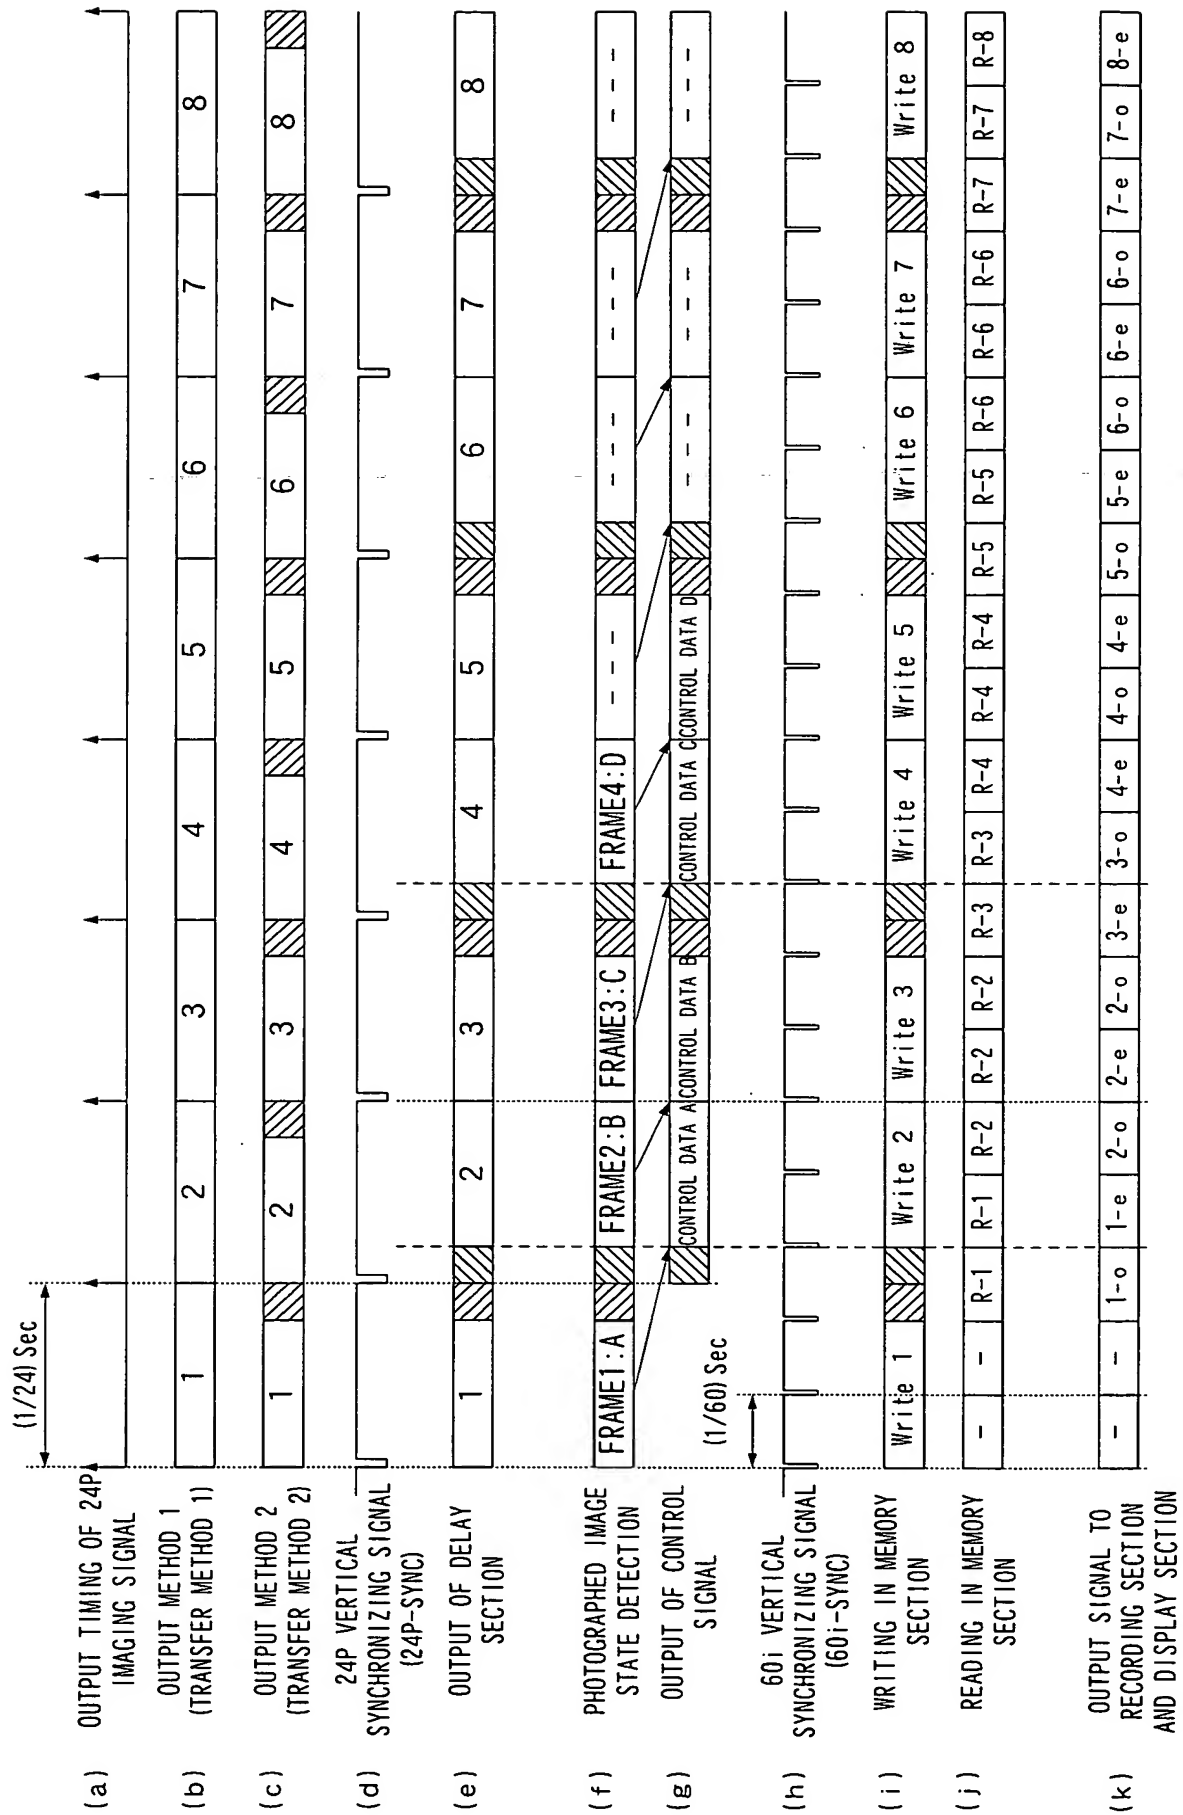 (1/24) Sec
(a) OUTPUT TIMING OF 24P
IMAGING SIGNAL
(b) OUTPUT METHOD 1
(TRANSFER METHOD 1)
1 2 3 4 5 6 7 8
(c) OUTPUT METHOD 2
(TRANSFER METHOD 2)
1 2 3 4 5 6 7 8
(d) 24P VERTICAL
SYNCHRONIZING SIGNAL
(24P-SYNC)
(e) OUTPUT OF DELAY
SECTION
1 2 3 4 5 6 7 8
(f) PHOTOGRAPHED IMAGE
STATE DETECTION
FRAME1:A FRAME2:B FRAME3:C FRAME4:D - - - - - - - - - - - -
(g) OUTPUT OF CONTROL
SIGNAL
CONTROL DATA A CONTROL DATA B CONTROL DATA C CONTROL DATA D - - - - - - - - -
(1/60) Sec
(h) 60i VERTICAL
SYNCHRONIZING SIGNAL
(60i-SYNC)
(i) WRITING IN MEMORY
SECTION
Write 1 Write 2 Write 3 Write 4 Write 5 Write 6 Write 7 Write 8
(j) READING IN MEMORY
SECTION
- - R-1 R-1 R-2 R-2 R-2 R-3 R-3 R-4 R-4 R-4 R-5 R-5 R-6 R-6 R-6 R-7 R-7 R-8
(k) OUTPUT SIGNAL TO
RECORDING SECTION
AND DISPLAY SECTION
- - 1-o 1-e 2-o 2-e 2-o 3-e 3-o 4-e 4-o 4-e 5-o 5-e 6-o 6-e 6-o 7-e 7-o 8-e